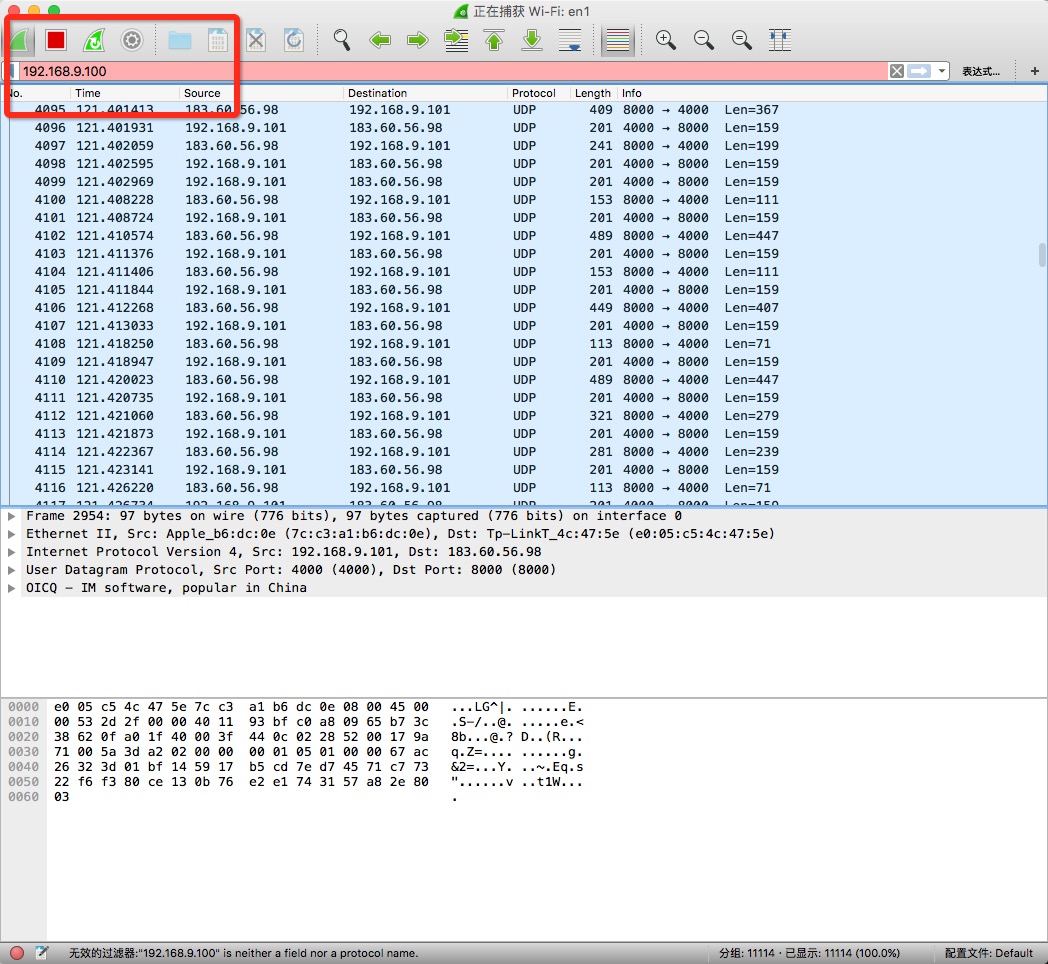 正在捕获 Wi-Fi: en1
192.168.9.100 表达式... +
No. Time Source Destination Protocol Length Info
4095 121.401413 183.60.56.98 192.168.9.101 UDP 409 8000 → 4000 Len=367
4096 121.401931 192.168.9.101 183.60.56.98 UDP 201 4000 → 8000 Len=159
4097 121.402059 183.60.56.98 192.168.9.101 UDP 241 8000 → 4000 Len=199
4098 121.402595 192.168.9.101 183.60.56.98 UDP 201 4000 → 8000 Len=159
4099 121.402969 192.168.9.101 183.60.56.98 UDP 201 4000 → 8000 Len=159
4100 121.408228 183.60.56.98 192.168.9.101 UDP 153 8000 → 4000 Len=111
4101 121.408724 192.168.9.101 183.60.56.98 UDP 201 4000 → 8000 Len=159
4102 121.410574 183.60.56.98 192.168.9.101 UDP 489 8000 → 4000 Len=447
4103 121.411376 192.168.9.101 183.60.56.98 UDP 201 4000 → 8000 Len=159
4104 121.411406 183.60.56.98 192.168.9.101 UDP 153 8000 → 4000 Len=111
4105 121.411844 192.168.9.101 183.60.56.98 UDP 201 4000 → 8000 Len=159
4106 121.412268 183.60.56.98 192.168.9.101 UDP 449 8000 → 4000 Len=407
4107 121.413033 192.168.9.101 183.60.56.98 UDP 201 4000 → 8000 Len=159
4108 121.418250 183.60.56.98 192.168.9.101 UDP 113 8000 → 4000 Len=71
4109 121.418947 192.168.9.101 183.60.56.98 UDP 201 4000 → 8000 Len=159
4110 121.420023 183.60.56.98 192.168.9.101 UDP 489 8000 → 4000 Len=447
4111 121.420735 192.168.9.101 183.60.56.98 UDP 201 4000 → 8000 Len=159
4112 121.421060 183.60.56.98 192.168.9.101 UDP 321 8000 → 4000 Len=279
4113 121.421873 192.168.9.101 183.60.56.98 UDP 201 4000 → 8000 Len=159
4114 121.422367 183.60.56.98 192.168.9.101 UDP 281 8000 → 4000 Len=239
4115 121.423141 192.168.9.101 183.60.56.98 UDP 201 4000 → 8000 Len=159
4116 121.426220 183.60.56.98 192.168.9.101 UDP 113 8000 → 4000 Len=71
4117 121.426734 192.168.9.101 183.60.56.98 UDP 201 4000 → 8000 Len=159
Frame 2954: 97 bytes on wire (776 bits), 97 bytes captured (776 bits) on interface 0
Ethernet II, Src: Apple_b6:dc:0e (7c:c3:a1:b6:dc:0e), Dst: Tp-LinkT_4c:47:5e (e0:05:c5:4c:47:5e)
Internet Protocol Version 4, Src: 192.168.9.101, Dst: 183.60.56.98
User Datagram Protocol, Src Port: 4000 (4000), Dst Port: 8000 (8000)
OICQ - IM software, popular in China
0000 e0 05 c5 4c 47 5e 7c c3 a1 b6 dc 0e 08 00 45 00 ...LG^|. ......E.
0010 00 53 2d 2f 00 00 40 11 93 bf c0 a8 09 65 b7 3c .S-/..@. .....e.<
0020 38 62 0f a0 1f 40 00 3f 44 0c 02 28 52 00 17 9a 8b...@.? D..(R...
0030 71 00 5a 3d a2 02 00 00 00 01 05 01 00 00 67 ac q.Z=.... ......g.
0040 26 32 3d 01 bf 14 59 17 b5 cd 7e d7 45 71 c7 73 &2=...Y. ..~.Eq.s
0050 22 f6 f3 80 ce 13 0b 76 e2 e1 74 31 57 a8 2e 80 "......v ..t1W...
0060 03 .
无效的过滤器:"192.168.9.100" is neither a field nor a protocol name. 分组: 11114 · 已显示: 11114 (100.0%) 配置文件: Default